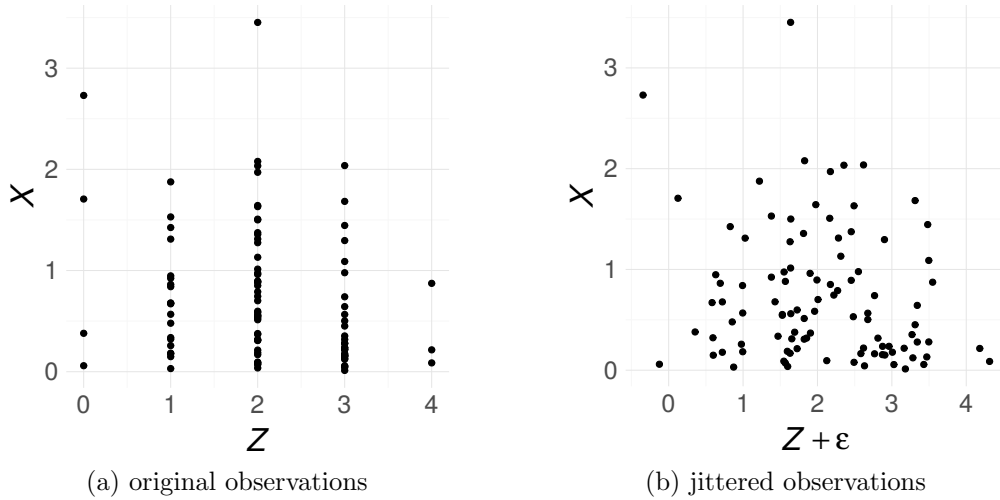 3
2
1
0
X
0 1 2 3 4
Z
(a) original observations
3
2
1
0
X
0 1 2 3 4
Z + ε
(b) jittered observations